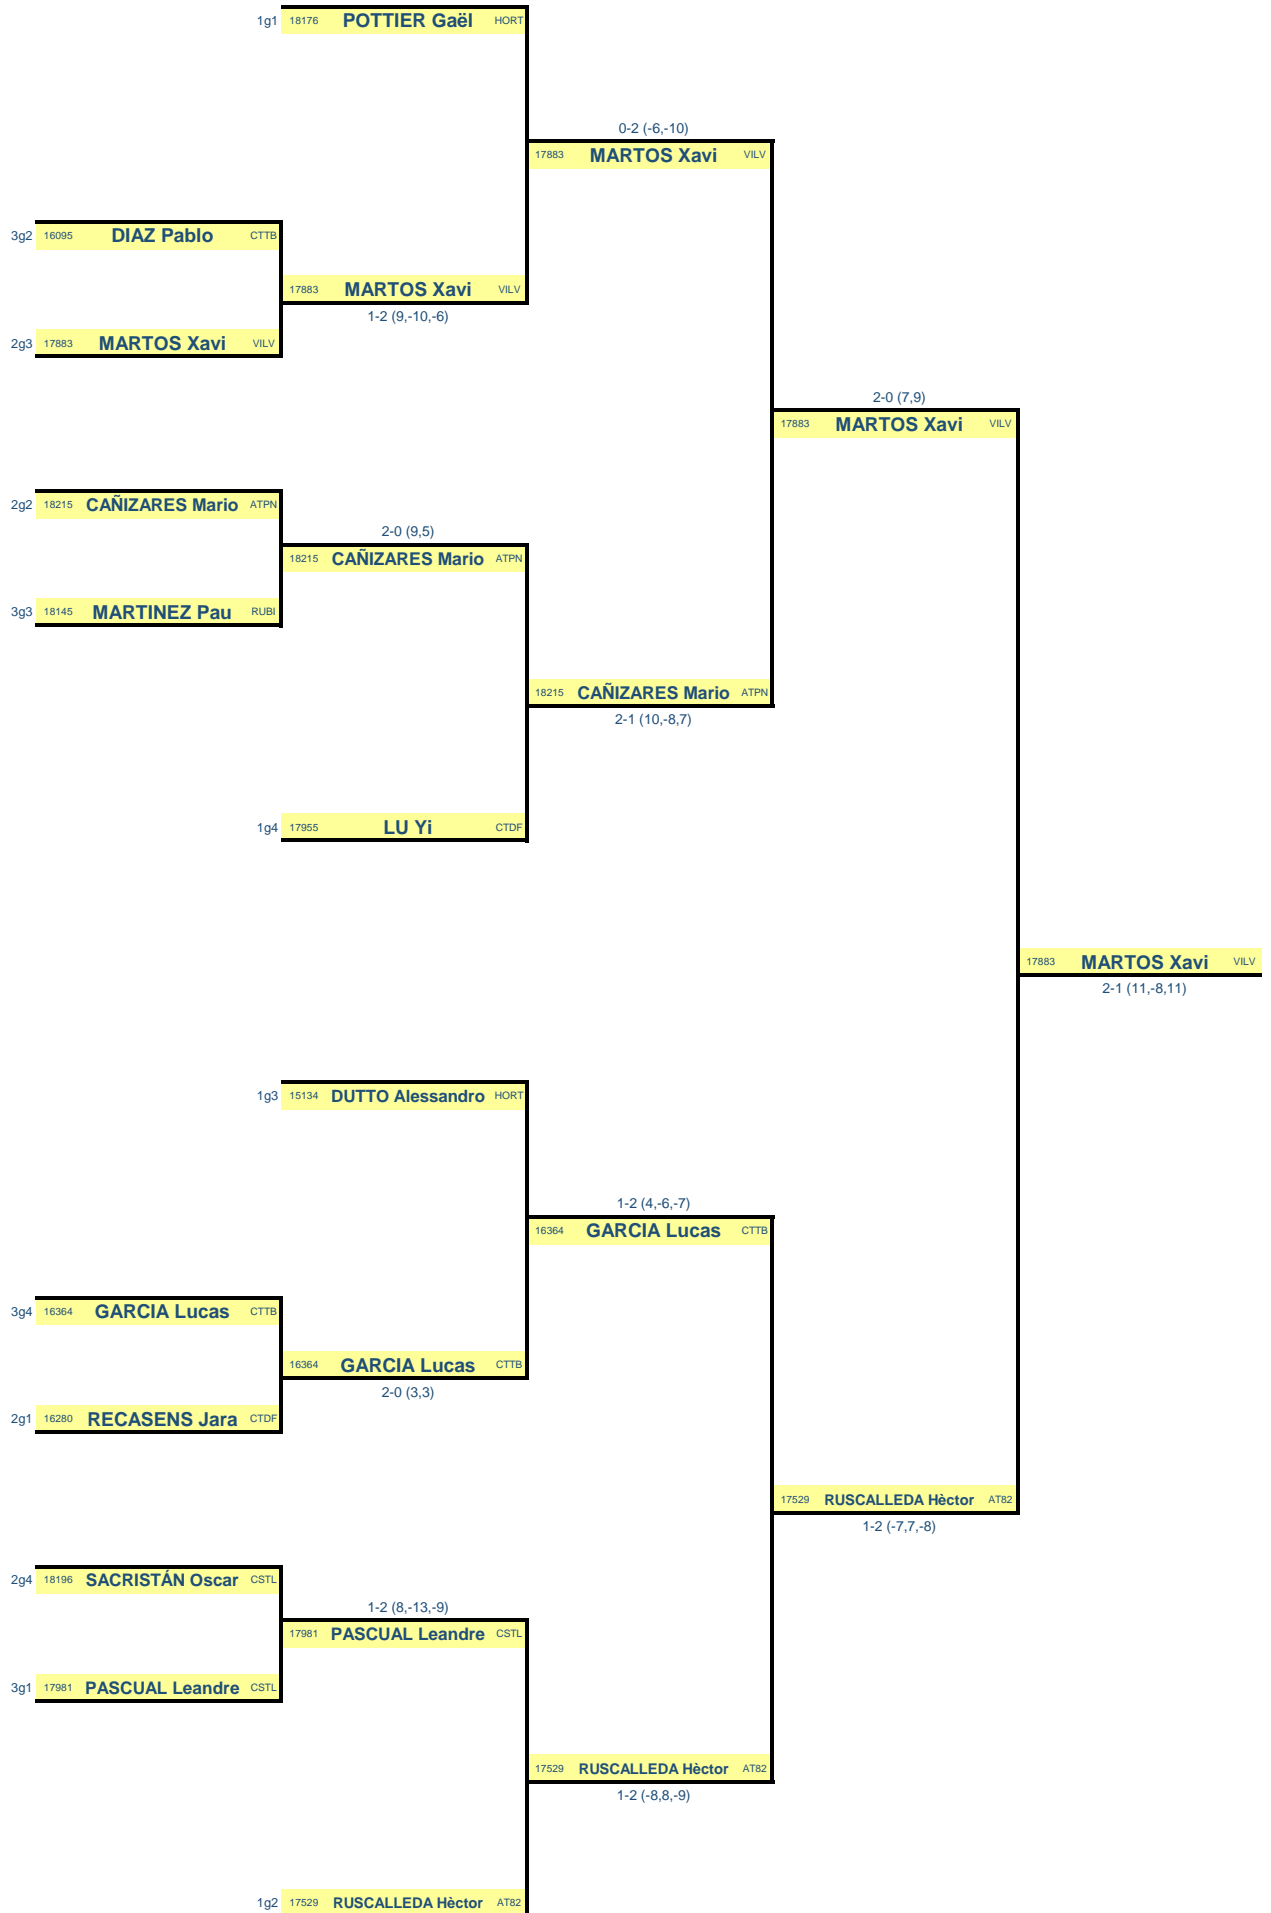 1g1 18176 POTTIER Gaël HORT
0-2 (-6,-10)
17883 MARTOS Xavi VILV
3g2 16095 DIAZ Pablo CTTB
17883 MARTOS Xavi VILV
1-2 (9,-10,-6)
2g3 17883 MARTOS Xavi VILV
2-0 (7,9)
17883 MARTOS Xavi VILV
2g2 18215 CAÑIZARES Mario ATPN
2-0 (9,5)
18215 CAÑIZARES Mario ATPN
3g3 18145 MARTINEZ Pau RUBI
18215 CAÑIZARES Mario ATPN
2-1 (10,-8,7)
1g4 17955 LU Yi CTDF
17883 MARTOS Xavi VILV
2-1 (11,-8,11)
1g3 15134 DUTTO Alessandro HORT
1-2 (4,-6,-7)
16364 GARCIA Lucas CTTB
3g4 16364 GARCIA Lucas CTTB
16364 GARCIA Lucas CTTB
2-0 (3,3)
2g1 16280 RECASENS Jara CTDF
17529 RUSCALLEDA Hèctor AT82
1-2 (-7,7,-8)
2g4 18196 SACRISTÁN Oscar CSTL
1-2 (8,-13,-9)
17981 PASCUAL Leandre CSTL
3g1 17981 PASCUAL Leandre CSTL
17529 RUSCALLEDA Hèctor AT82
1-2 (-8,8,-9)
1g2 17529 RUSCALLEDA Hèctor AT82